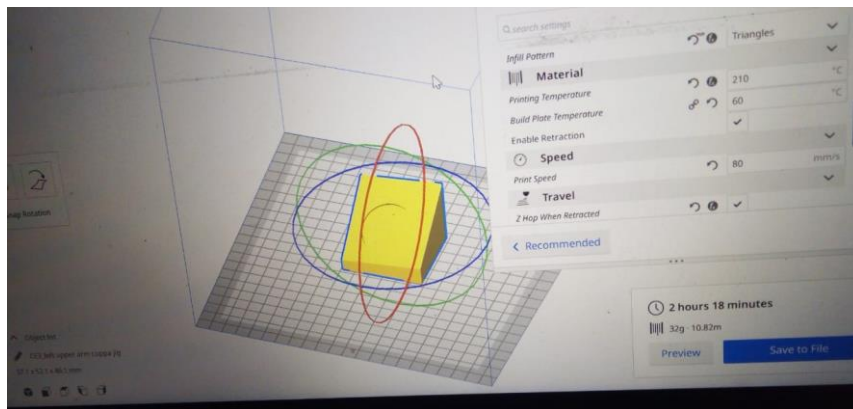 search settings
Infill Pattern
Triangles
Material
Printing Temperature
210
°C
Build Plate Temperature
60
°C
Enable Retraction
Speed
Print Speed
80
mm/s
Travel
Z Hop When Retracted
< Recommended
2 hours 18 minutes
32g · 10.82m
Preview
Save to File
Rotation